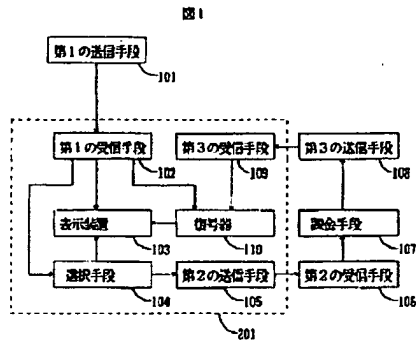 図1
第1の送信手段
101
第1の受信手段
102
第3の受信手段
109
第3の送信手段
108
表示装置
103
復号器
110
課金手段
107
選択手段
104
第2の送信手段
105
第2の受信手段
106
201